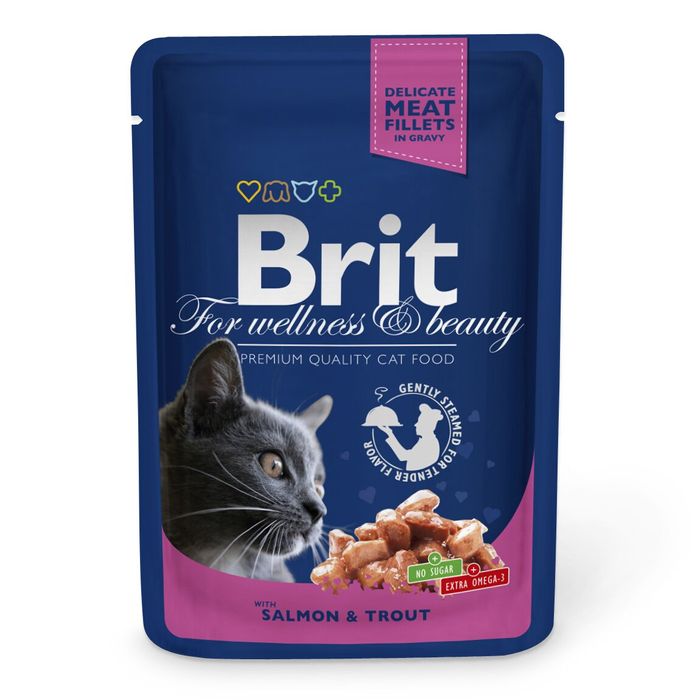 DELICATE
MEAT
FILLETS
IN GRAVY
Brit
For wellness & beauty
PREMIUM QUALITY CAT FOOD
GENTLY STEAMED FOR TENDER FLAVOR
NO SUGAR
EXTRA OMEGA-3
WITH
SALMON & TROUT